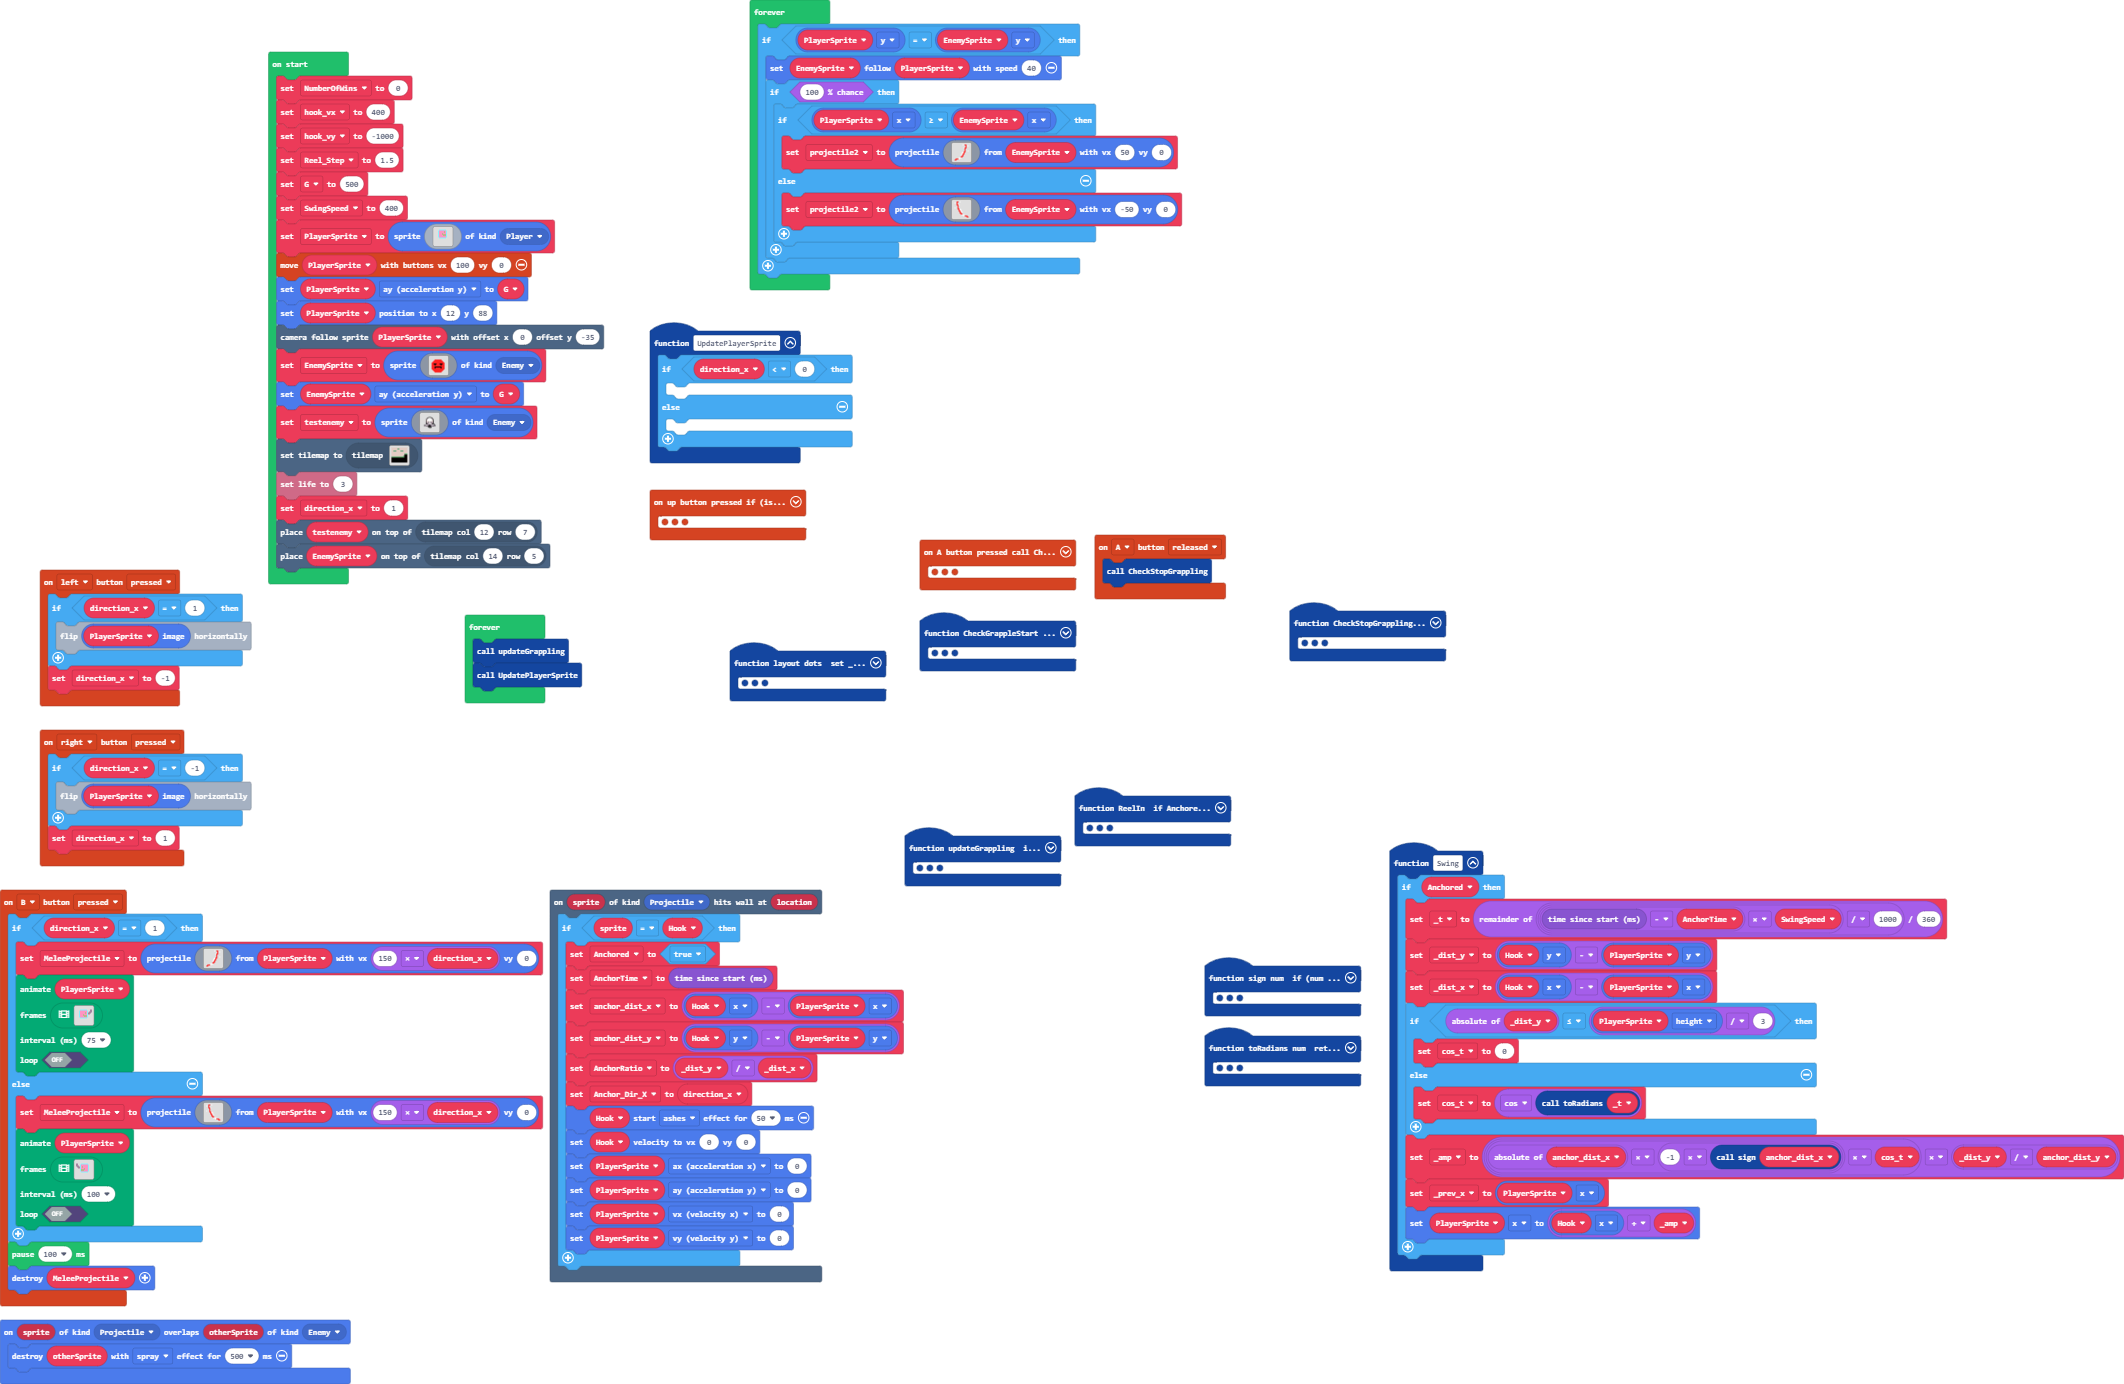 on start
set NumberOfWins to 0
set hook_vx to 400
set hook_vy to -1000
set Reel_Step to 1.5
set G to 500
set SwingSpeed to 400
set PlayerSprite to sprite of kind Player
move PlayerSprite with buttons vx 100 vy 0
set PlayerSprite ay (acceleration y) to G
set PlayerSprite position to x 12 y 88
camera follow sprite PlayerSprite with offset x 0 offset y -35
set EnemySprite to sprite of kind Enemy
set EnemySprite ay (acceleration y) to G
set testenemy to sprite of kind Enemy
set tilemap to tilemap
set life to 3
set direction_x to 1
place testenemy on top of tilemap col 12 row 7
place EnemySprite on top of tilemap col 14 row 5
forever
if PlayerSprite y = EnemySprite y then
set EnemySprite follow PlayerSprite with speed 40
if 100 % chance then
if PlayerSprite x ≥ EnemySprite x then
set projectile2 to projectile from EnemySprite with vx 50 vy 0
else
set projectile2 to projectile from EnemySprite with vx -50 vy 0
function UpdatePlayerSprite
if direction_x < 0 then
else
on up button pressed if (is...
on A button pressed call Ch...
on A button released
call CheckStopGrappling
function CheckGrappleStart ...
function CheckStopGrappling...
function layout dots set _...
forever
call updateGrappling
call UpdatePlayerSprite
on left button pressed
if direction_x = 1 then
flip PlayerSprite image horizontally
set direction_x to -1
on right button pressed
if direction_x = -1 then
flip PlayerSprite image horizontally
set direction_x to 1
function ReelIn if Anchore...
function updateGrappling i...
on B button pressed
if direction_x = 1 then
set MeleeProjectile to projectile from PlayerSprite with vx 150 × direction_x vy 0
animate PlayerSprite
frames
interval (ms) 75
loop OFF
else
set MeleeProjectile to projectile from PlayerSprite with vx 150 × direction_x vy 0
animate PlayerSprite
frames
interval (ms) 100
loop OFF
pause 100 ms
destroy MeleeProjectile
on sprite of kind Projectile overlaps otherSprite of kind Enemy
destroy otherSprite with spray effect for 500 ms
on sprite of kind Projectile hits wall at location
if sprite = Hook then
set Anchored to true
set AnchorTime to time since start (ms)
set anchor_dist_x to Hook x - PlayerSprite x
set anchor_dist_y to Hook y - PlayerSprite y
set AnchorRatio to _dist_y / _dist_x
set Anchor_Dir_X to direction_x
Hook start ashes effect for 50 ms
set Hook velocity to vx 0 vy 0
set PlayerSprite ax (acceleration x) to 0
set PlayerSprite ay (acceleration y) to 0
set PlayerSprite vx (velocity x) to 0
set PlayerSprite vy (velocity y) to 0
function sign num if (num ...
function toRadians num ret...
function Swing
if Anchored then
set _t to remainder of time since start (ms) - AnchorTime × SwingSpeed / 1000 / 360
set _dist_y to Hook y - PlayerSprite y
set _dist_x to Hook x - PlayerSprite x
if absolute of _dist_y ≤ PlayerSprite height / 3 then
set cos_t to 0
else
set cos_t to cos call toRadians _t
set _amp to absolute of anchor_dist_x × -1 × call sign anchor_dist_x × cos_t × _dist_y / anchor_dist_y
set _prev_x to PlayerSprite x
set PlayerSprite x to Hook x + _amp